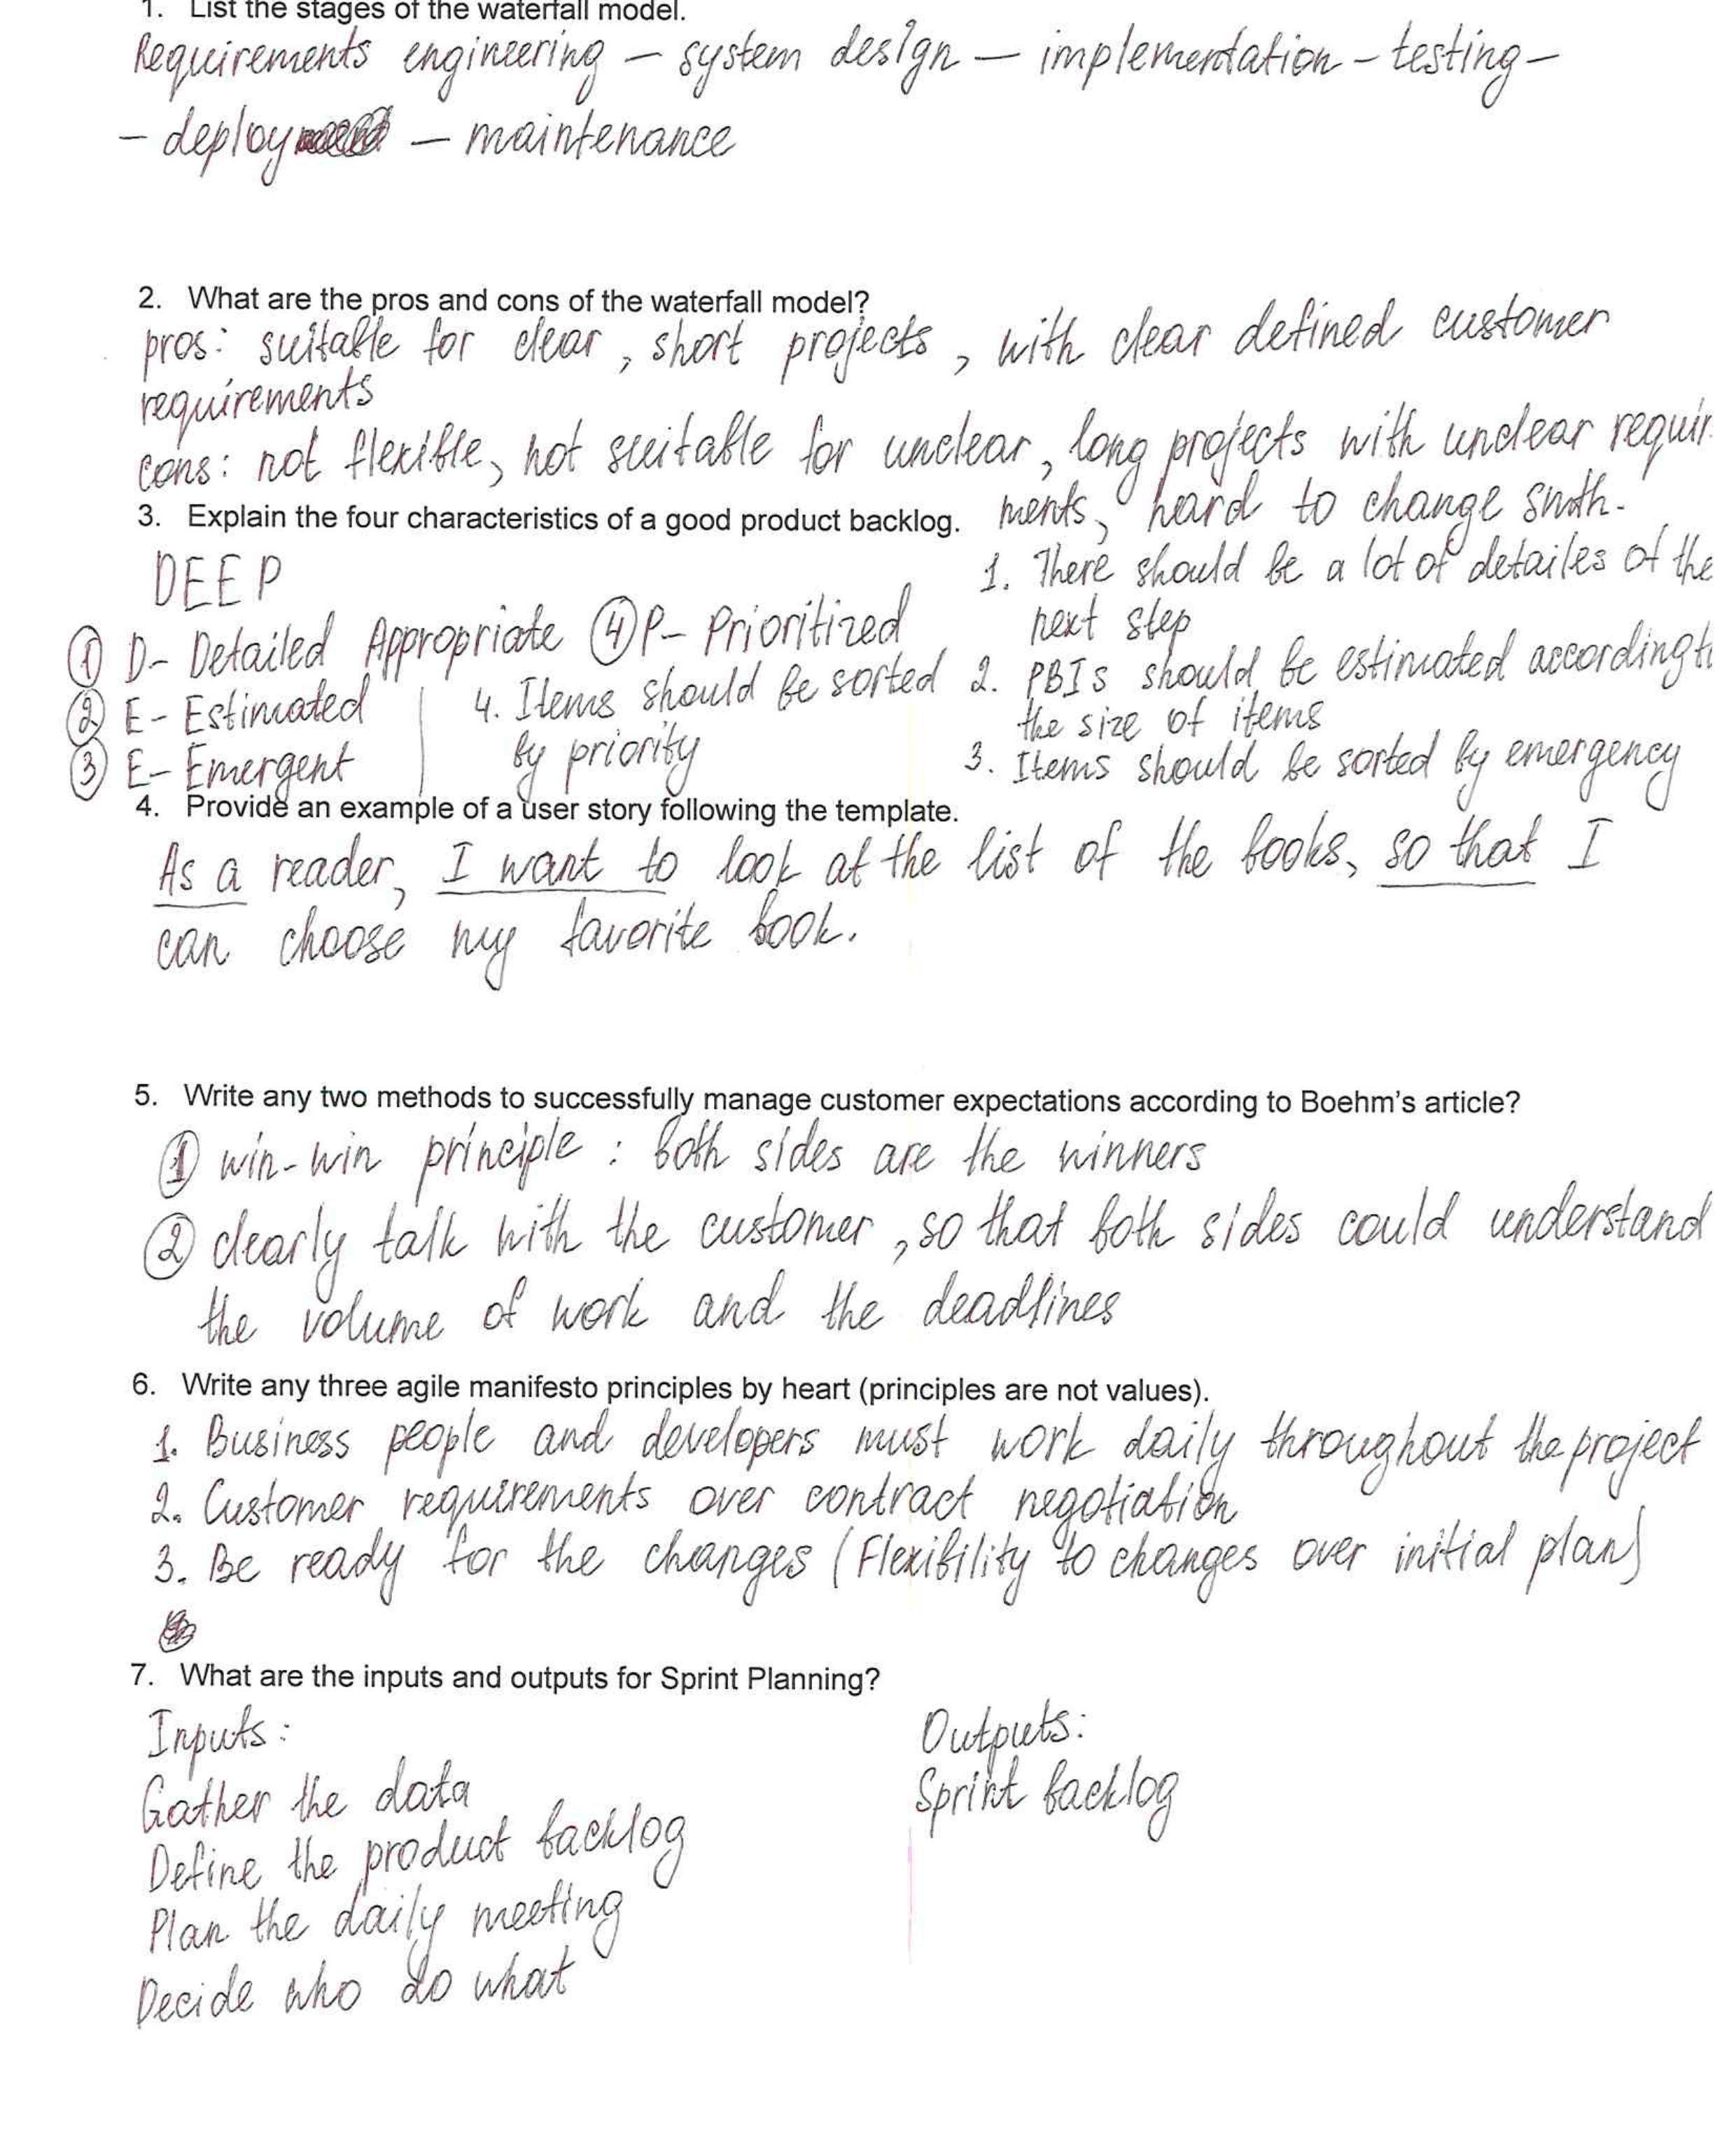 1. List the stages of the waterfall model.
Requirements engineering – system design – implementation – testing –
– deploy – maintenance
2. What are the pros and cons of the waterfall model?
pros: suitable for clear, short projects, with clear defined customer
requirements
cons: not flexible, not suitable for unclear, long projects with unclear requir
ments, hard to change smth.
3. Explain the four characteristics of a good product backlog.
DEEP
① D- Detailed Appropriate ④ P- Prioritized
② E- Estimated
③ E- Emergent
4. Items should be sorted
by priority
1. There should be a lot of detailes of the
next step
2. PBIs should be estimated according t
the size of items
3. Items should be sorted by emergency
4. Provide an example of a user story following the template.
As a reader, I want to look at the list of the books, so that I
can choose my favorite book.
5. Write any two methods to successfully manage customer expectations according to Boehm's article?
① win-win principle: both sides are the winners
② clearly talk with the customer, so that both sides could understand
the volume of work and the deadlines
6. Write any three agile manifesto principles by heart (principles are not values).
1. Business people and developers must work daily throughout the project
2. Customer requirements over contract negotiation
3. Be ready for the changes (Flexibility to changes over initial plan)
7. What are the inputs and outputs for Sprint Planning?
Inputs:
Gather the data
Define the product backlog
Plan the daily meeting
Decide who do what
Outputs:
Sprint backlog